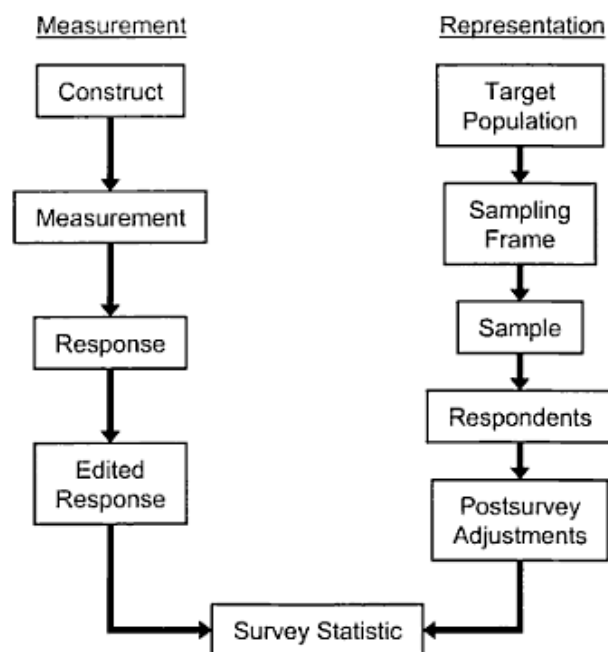 Measurement
Construct
Measurement
Response
Edited
Response
Representation
Target
Population
Sampling
Frame
Sample
Respondents
Postsurvey
Adjustments
Survey Statistic